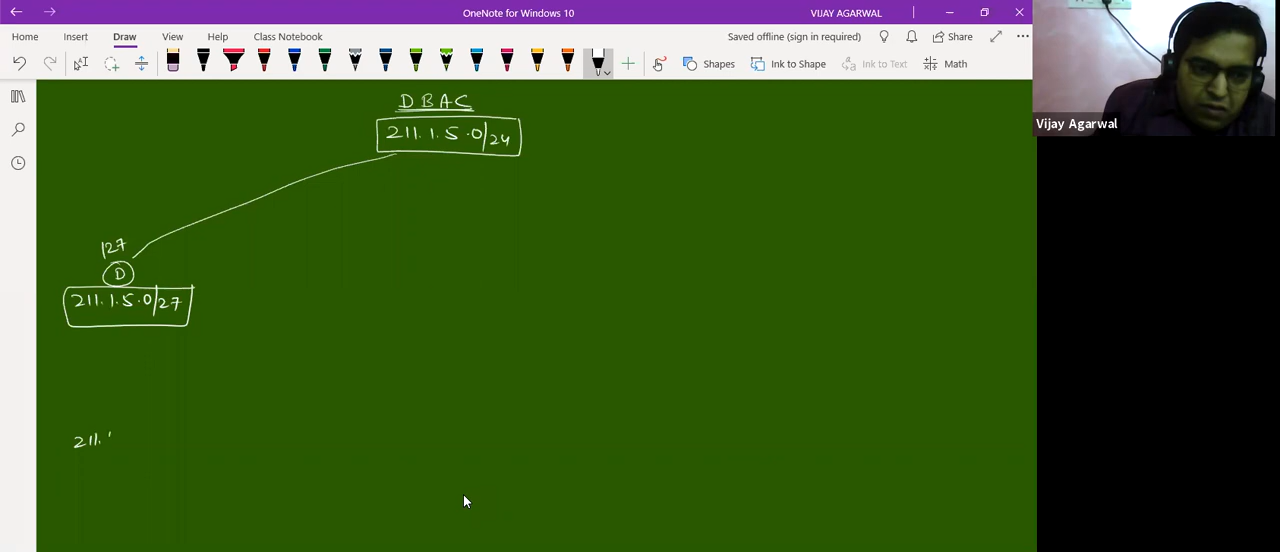 OneNote for Windows 10
VIJAY AGARWAL
Home Insert Draw View Help Class Notebook
Saved offline (sign in required) Share
Shapes Ink to Shape Ink to Text Math
DBAC
211.1.5.0/24
127
D
211.1.5.0/27
211.
Vijay Agarwal